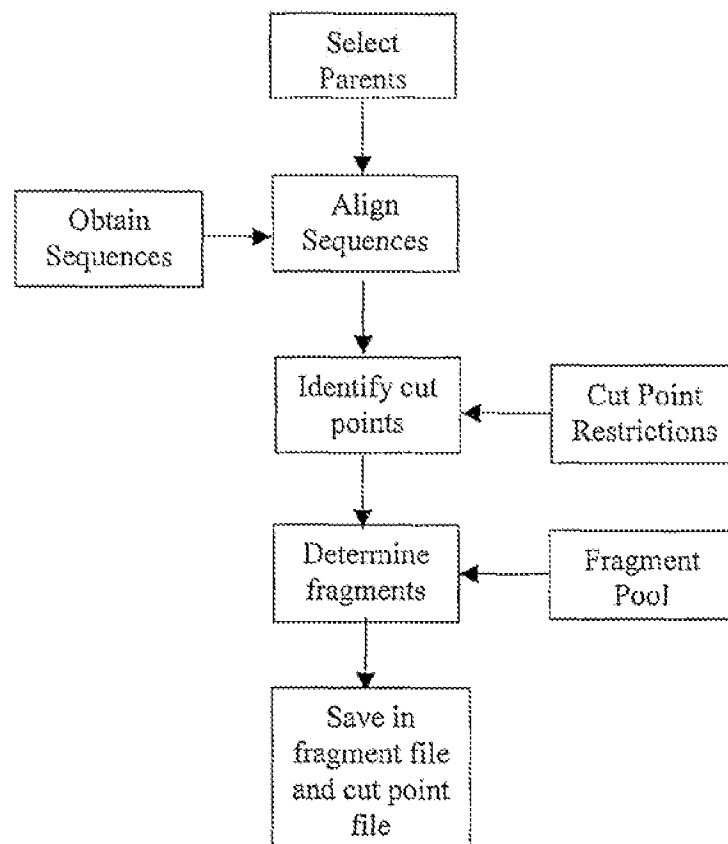 Select
Parents
Obtain
Sequences
Align
Sequences
Identify cut
points
Cut Point
Restrictions
Determine
fragments
Fragment
Pool
Save in
fragment file
and cut point
file